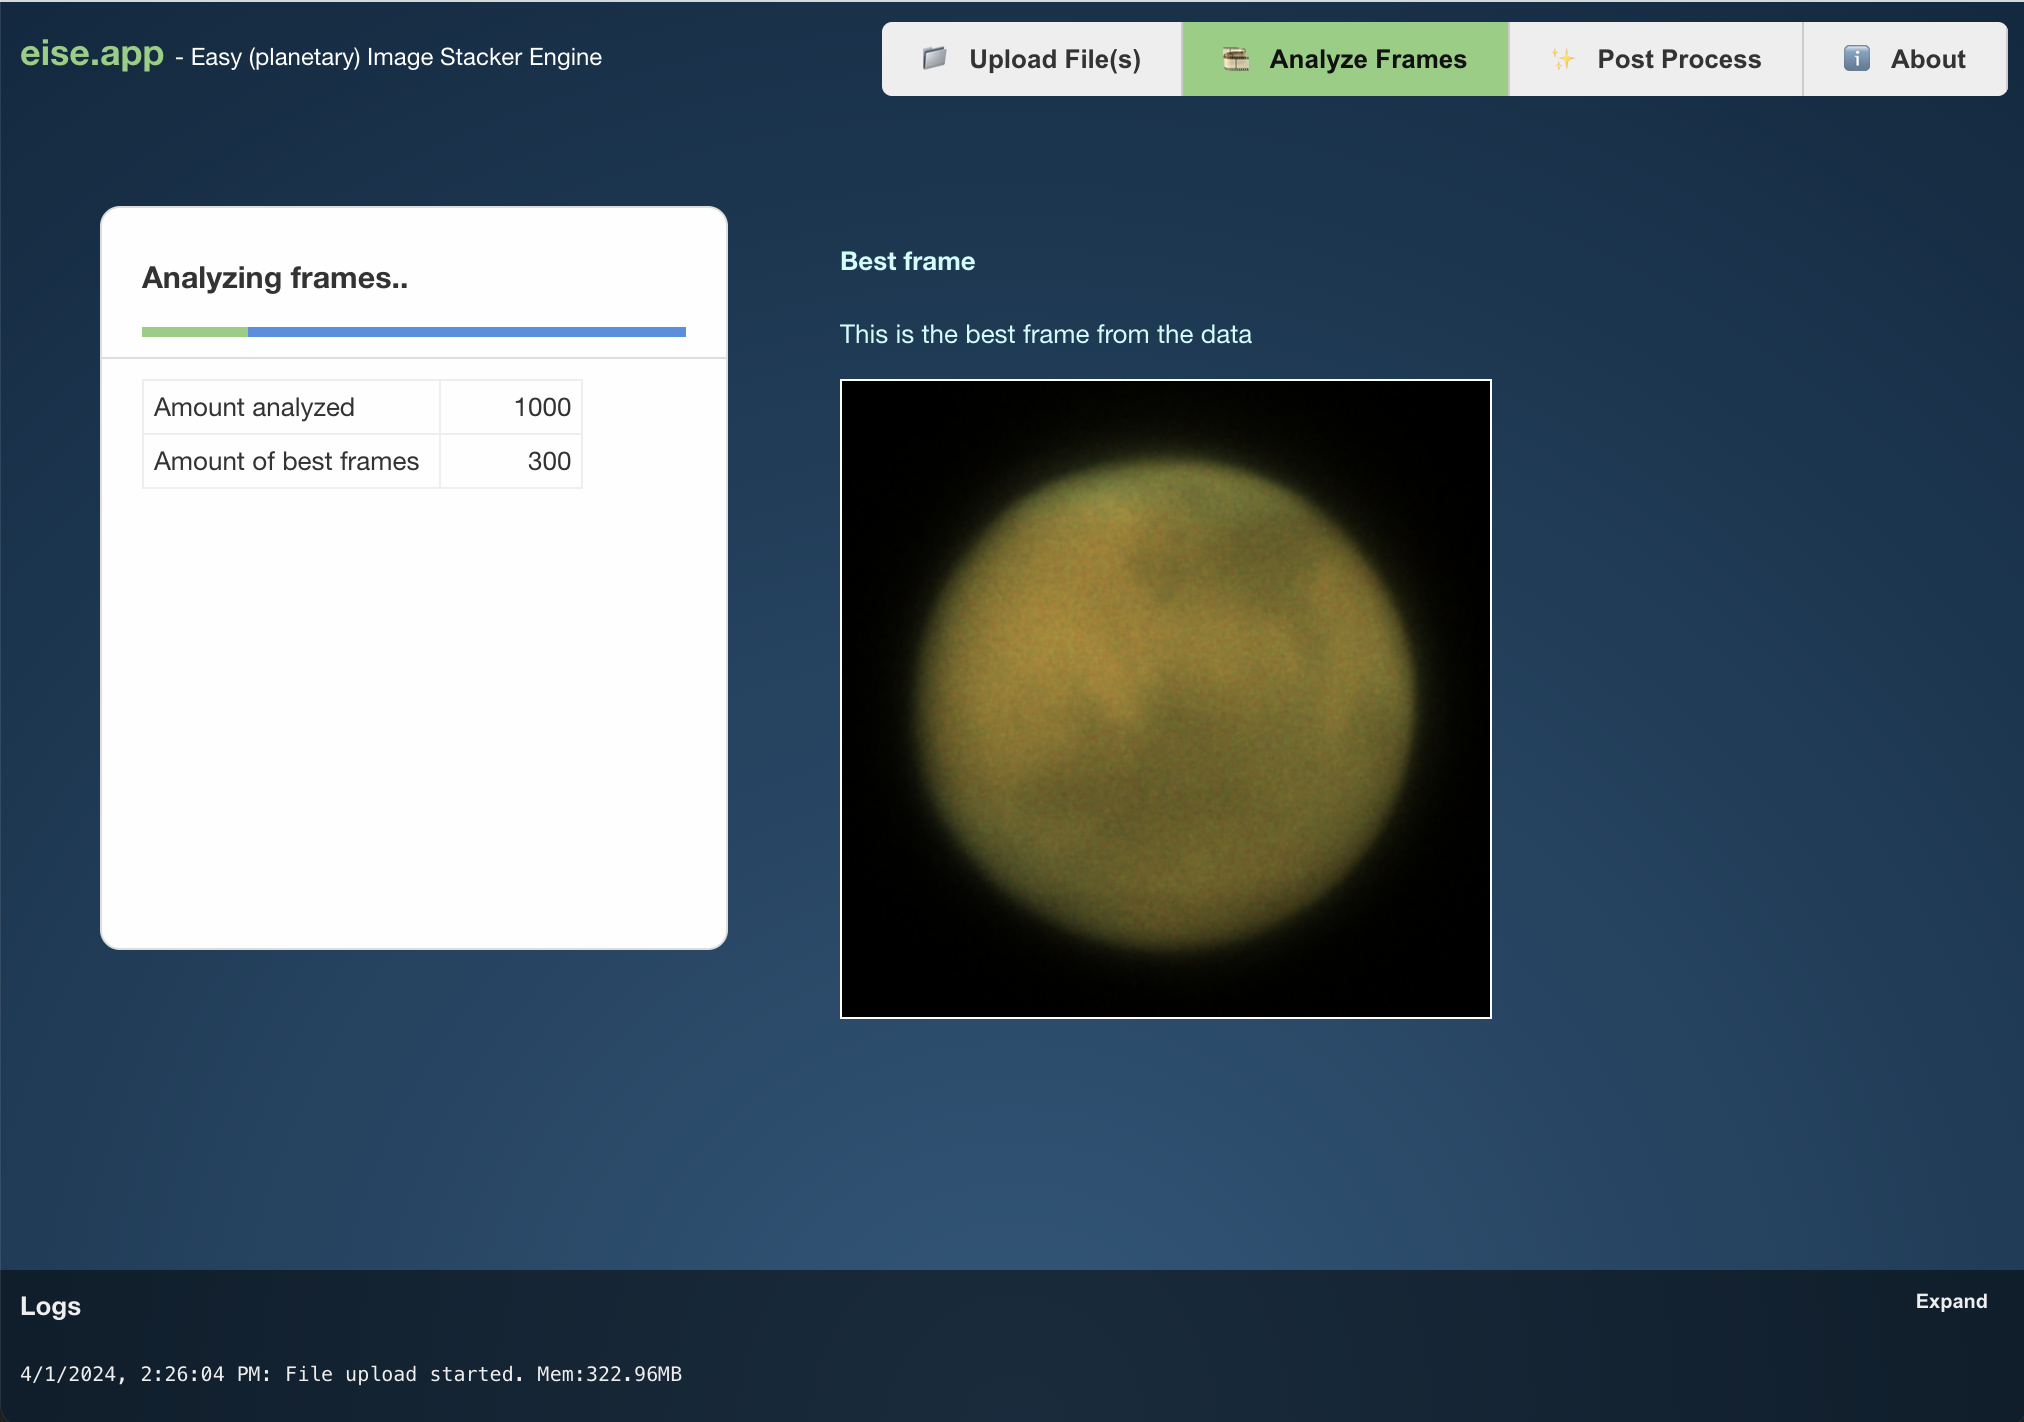 eise.app - Easy (planetary) Image Stacker Engine
Upload File(s)
Analyze Frames
Post Process
About
Analyzing frames..
Amount analyzed 1000
Amount of best frames 300
Best frame
This is the best frame from the data
Logs
Expand
4/1/2024, 2:26:04 PM: File upload started. Mem:322.96MB